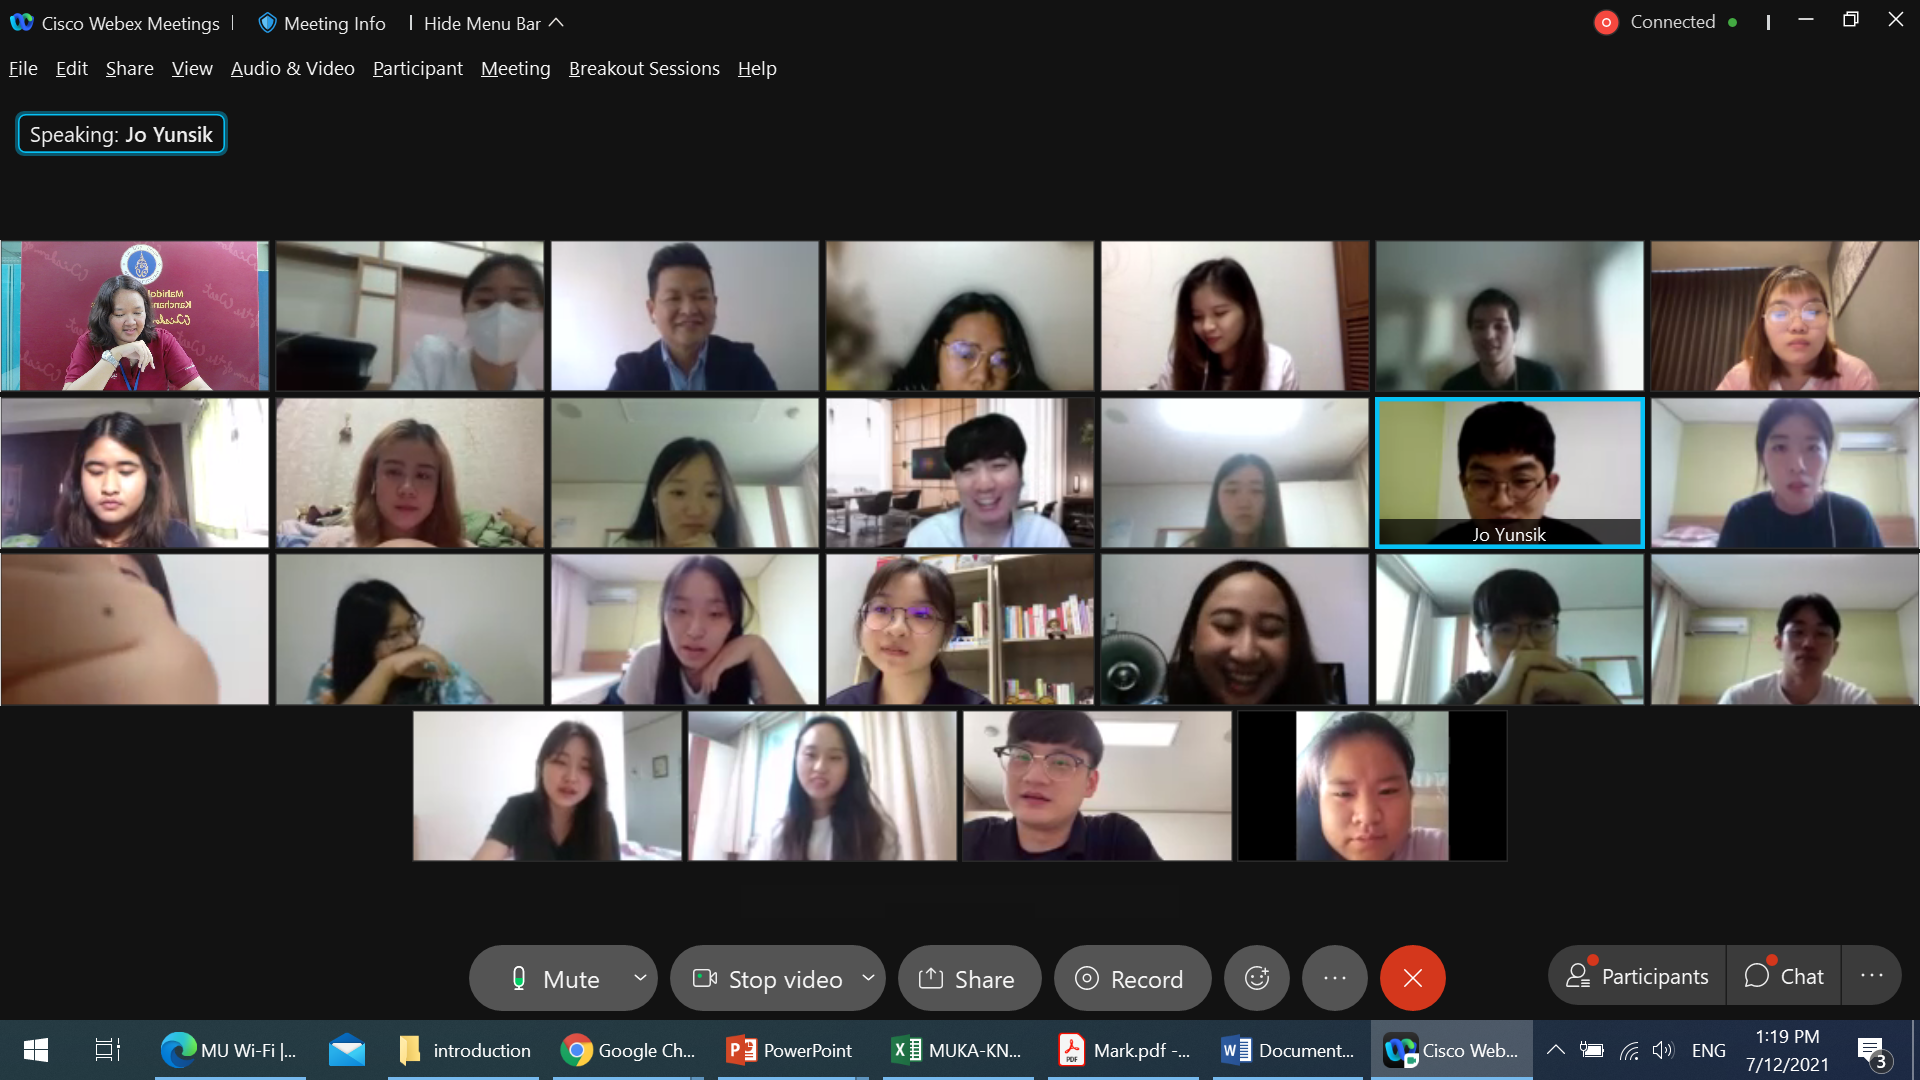 Cisco Webex Meetings
Meeting Info
Hide Menu Bar
Connected
File Edit Share View Audio & Video Participant Meeting Breakout Sessions Help
Speaking: Jo Yunsik
Mahidol
Jo Yunsik
Mute
Stop video
Share
Record
Participants
Chat
MU Wi-Fi |...
introduction
Google Ch...
PowerPoint
MUKA-KN...
Mark.pdf -...
Document...
Cisco Web...
ENG
1:19 PM
7/12/2021
3